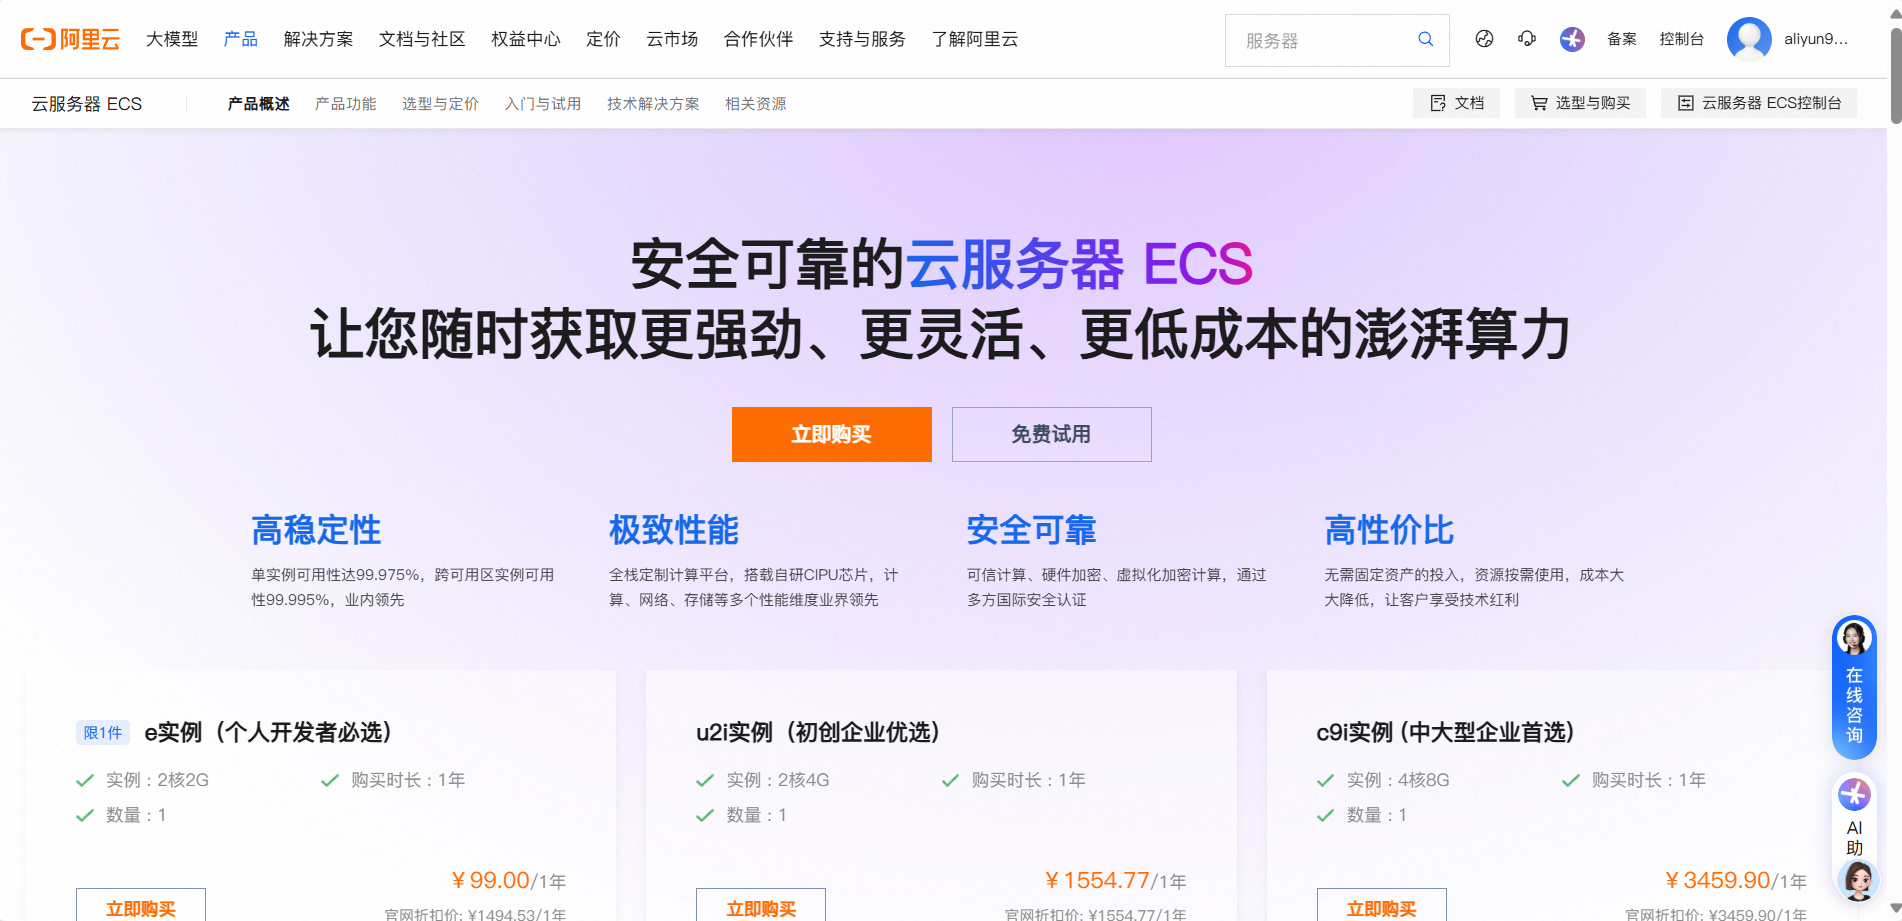 阿里云
大模型 产品 解决方案 文档与社区 权益中心 定价 云市场 合作伙伴 支持与服务 了解阿里云
服务器
备案 控制台 aliyun9...
云服务器 ECS
产品概述 产品功能 选型与定价 入门与试用 技术解决方案 相关资源
文档 选型与购买 云服务器 ECS控制台
安全可靠的云服务器 ECS
让您随时获取更强劲、更灵活、更低成本的澎湃算力
立即购买 免费试用
高稳定性
单实例可用性达99.975%，跨可用区实例可用
性99.995%，业内领先
极致性能
全栈定制计算平台，搭载自研CIPU芯片，计
算、网络、存储等多个性能维度业界领先
安全可靠
可信计算、硬件加密、虚拟化加密计算，通过
多方国际安全认证
高性价比
无需固定资产的投入，资源按需使用，成本大
大降低，让客户享受技术红利
限1件 e实例（个人开发者必选）
实例：2核2G 购买时长：1年
数量：1
¥99.00/1年
立即购买
官网折扣价: ¥1494.53/1年
u2i实例（初创企业优选）
实例：2核4G 购买时长：1年
数量：1
¥1554.77/1年
立即购买
官网折扣价: ¥1554.77/1年
c9i实例 (中大型企业首选）
实例：4核8G 购买时长：1年
数量：1
¥3459.90/1年
立即购买
官网折扣价: ¥3459.90/1年
在线咨询
AI
助